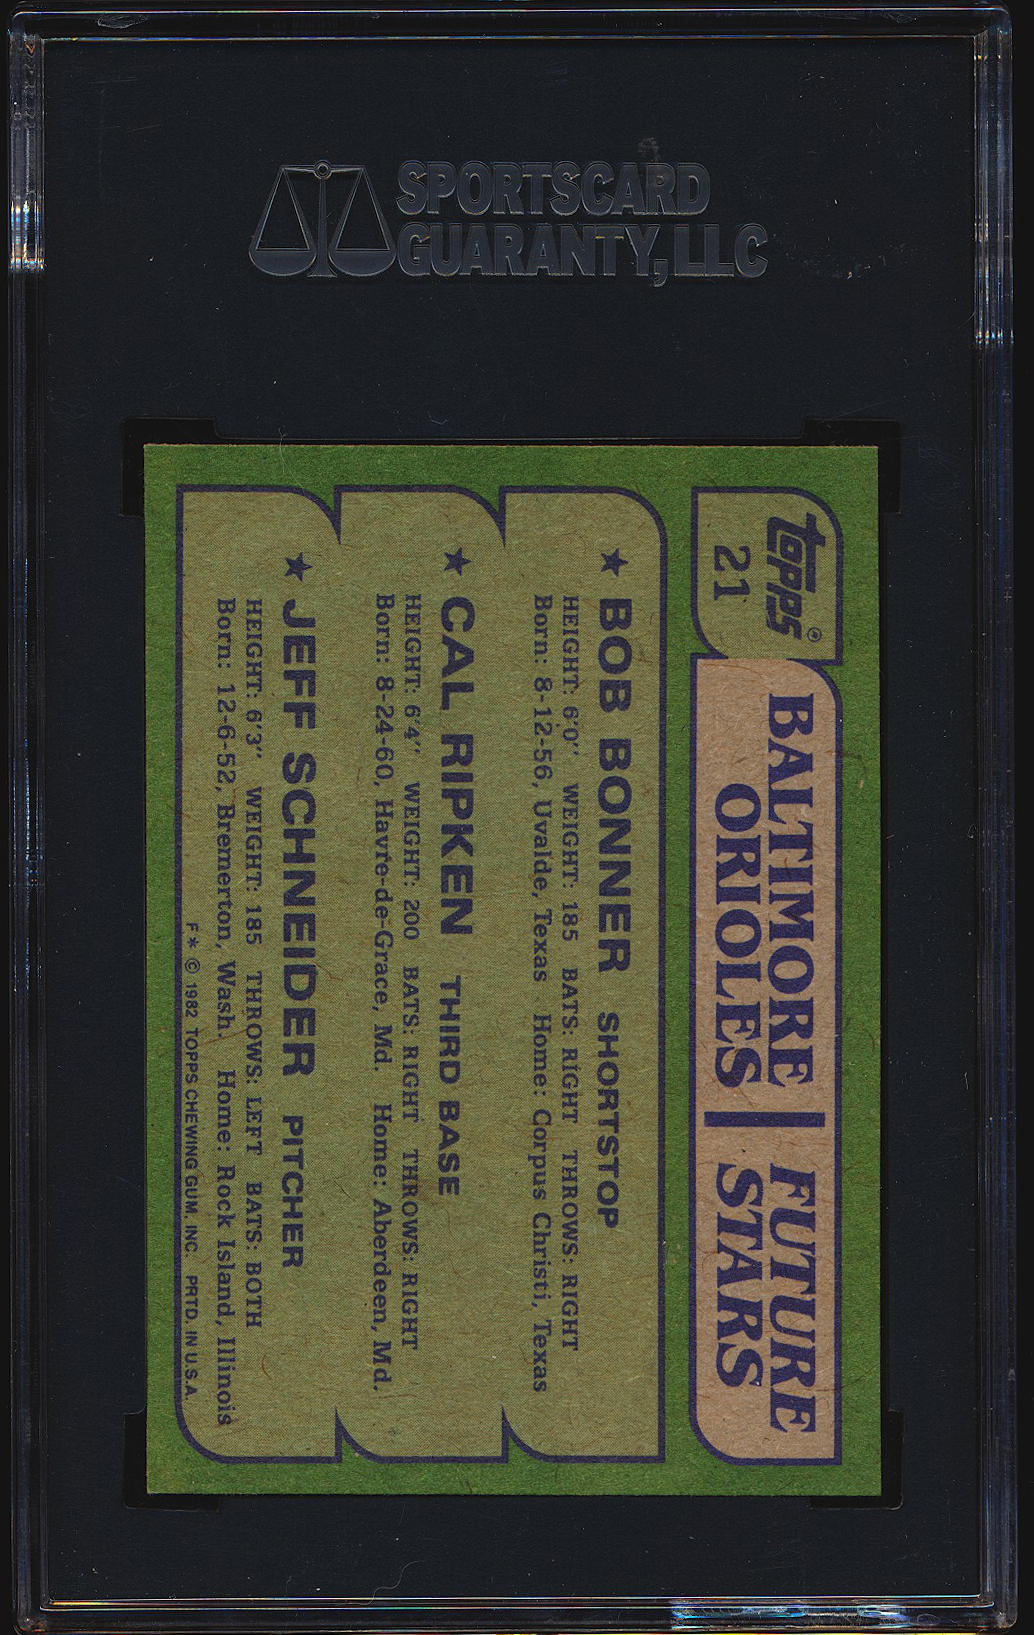 SPORTSCARD
GUARANTY, LLC
topps®
21
BALTIMORE
ORIOLES
FUTURE
STARS
★ BOB BONNER SHORTSTOP
HEIGHT: 6'0" WEIGHT: 185 BATS: RIGHT THROWS: RIGHT
Born: 8-12-56, Uvalde, Texas Home: Corpus Christi, Texas
★ CAL RIPKEN THIRD BASE
HEIGHT: 6'4" WEIGHT: 200 BATS: RIGHT THROWS: RIGHT
Born: 8-24-60, Havre-de-Grace, Md. Home: Aberdeen, Md.
★ JEFF SCHNEIDER PITCHER
HEIGHT: 6'3" WEIGHT: 185 THROWS: LEFT BATS: BOTH
Born: 12-6-52, Bremerton, Wash. Home: Rock Island, Illinois
F* © 1982 TOPPS CHEWING GUM, INC. PRTD. IN U.S.A.